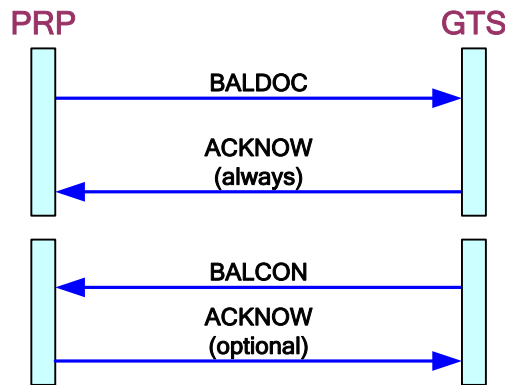 PRP
GTS
BALDOC
ACKNOW
(always)
BALCON
ACKNOW
(optional)